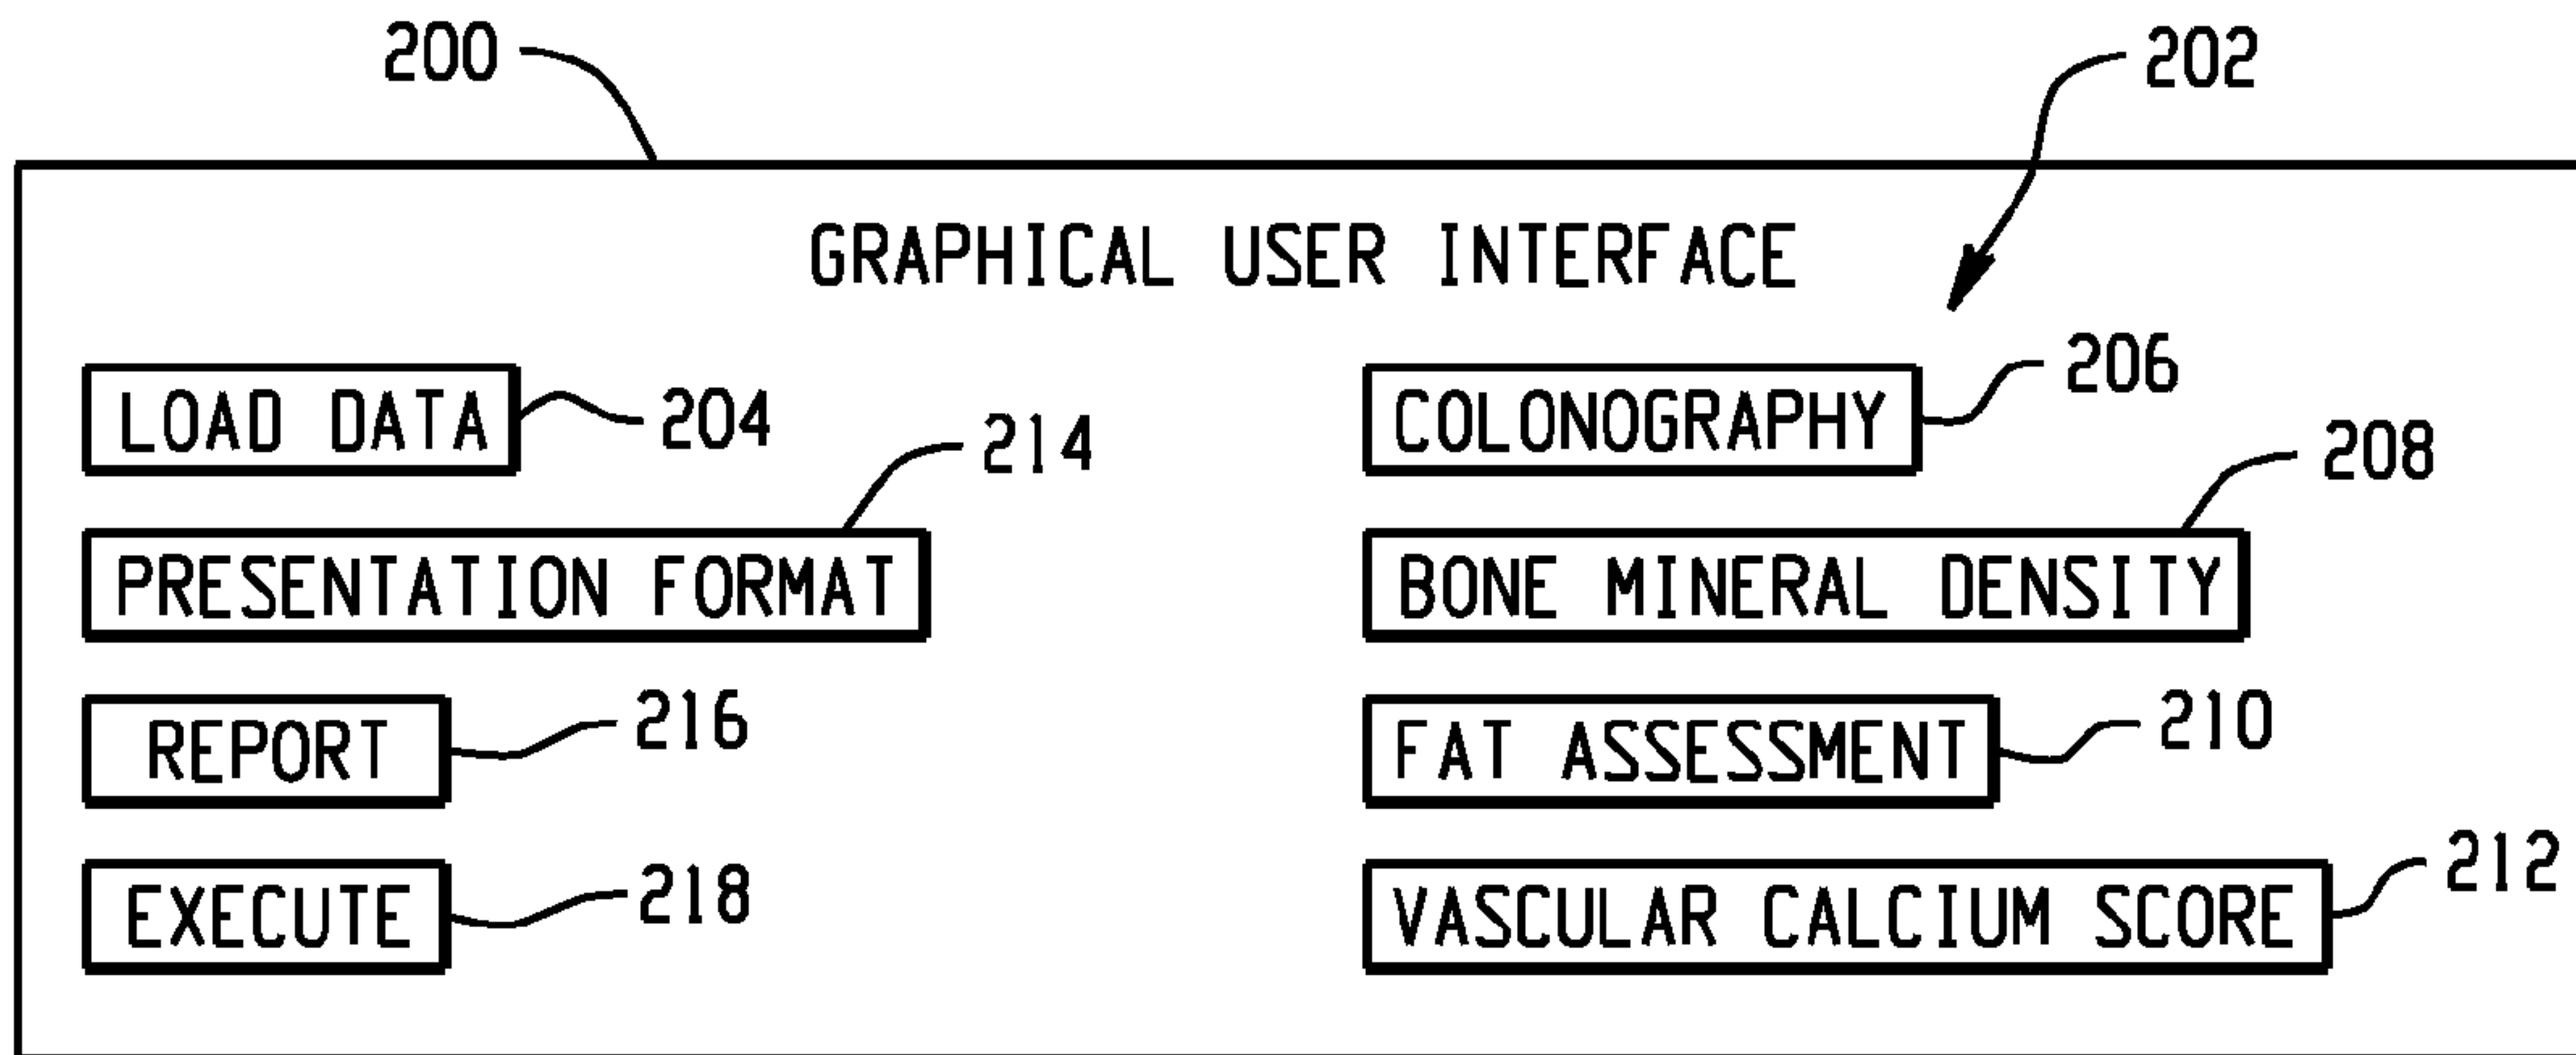 200
202
GRAPHICAL USER INTERFACE
LOAD DATA
204
COLONOGRAPHY
206
PRESENTATION FORMAT
214
BONE MINERAL DENSITY
208
REPORT
216
FAT ASSESSMENT
210
EXECUTE
218
VASCULAR CALCIUM SCORE
212